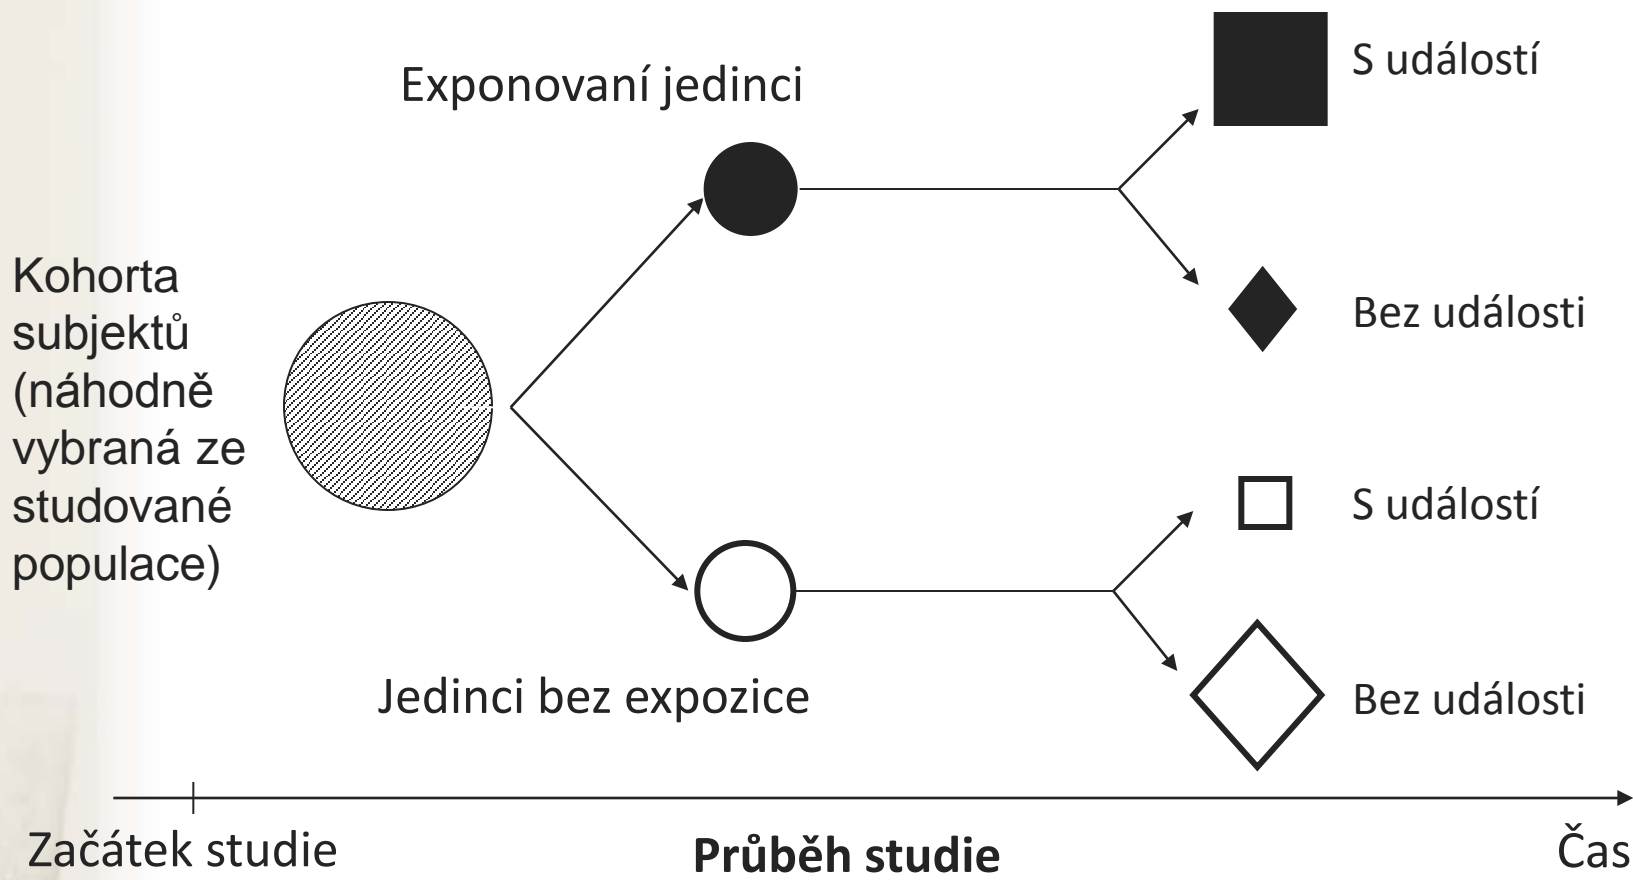 S událostí
Exponovaní jedinci
Kohorta
subjektů
(náhodně
vybraná ze
studované
populace)
Bez události
S událostí
Jedinci bez expozice
Bez události
Začátek studie
Průběh studie
Čas